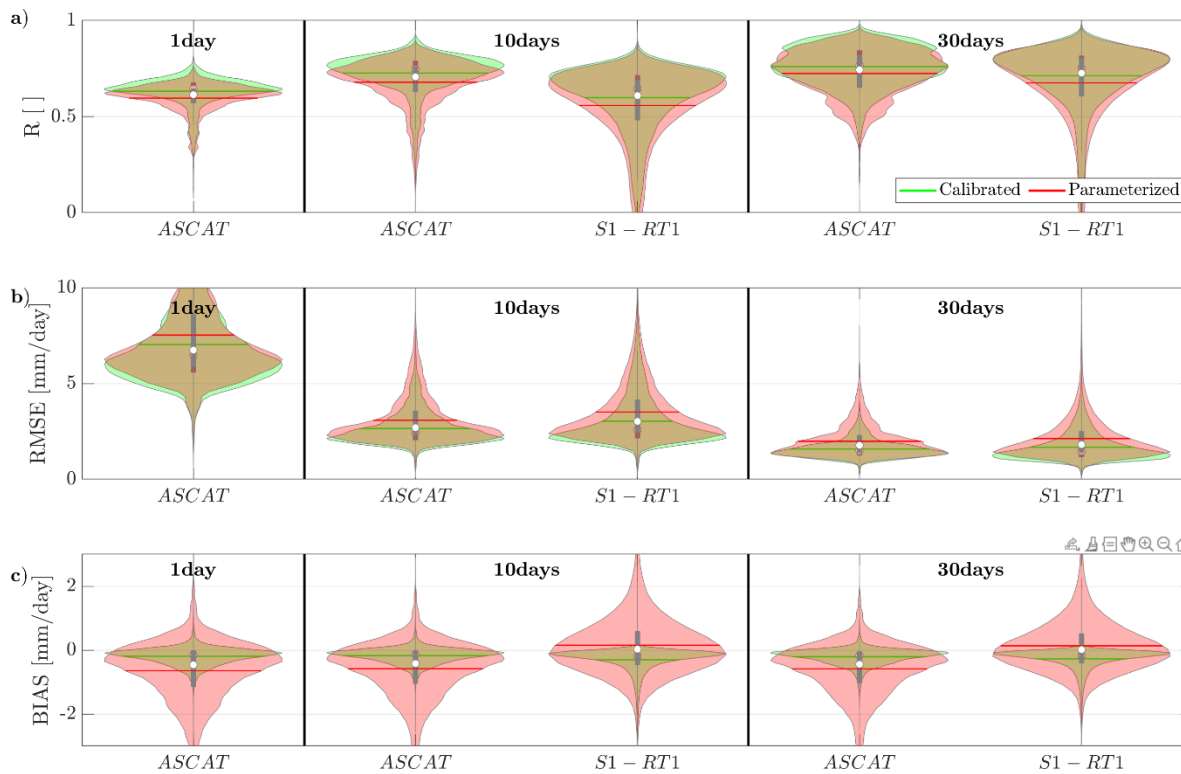 a)
1day 10days 30days
1
0.5
0
R [ ]
Calibrated Parameterized
ASCAT ASCAT S1 − RT1 ASCAT S1 − RT1
b)
1day 10days 30days
10
5
0
RMSE [mm/day]
ASCAT ASCAT S1 − RT1 ASCAT S1 − RT1
c)
1day 10days 30days
2
0
-2
BIAS [mm/day]
ASCAT ASCAT S1 − RT1 ASCAT S1 − RT1